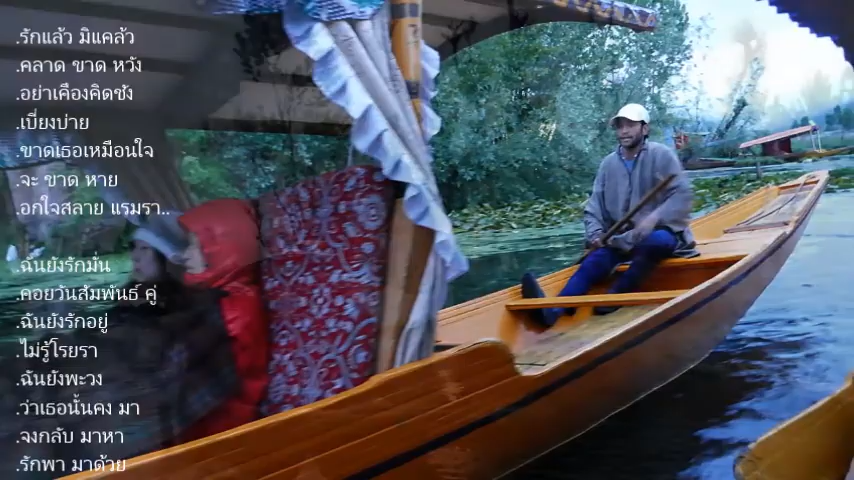 .รักแล้ว มิแคล้ว
.คลาด ขาด หวัง
.อย่าเคืองคิดชัง
.เบี่ยงบ่าย
.ขาดเธอเหมือนใจ
.จะ ขาด หาย
.อกใจสลาย แรมรา..
.ฉันยังรักมั่น
.คอยวันสัมพันธ์ คู่
.ฉันยังรักอยู่
.ไม่รู้โรยรา
.ฉันยังพะวง
.ว่าเธอนั้นคง มา
.จงกลับ มาหา
.รักพา มาด้วย